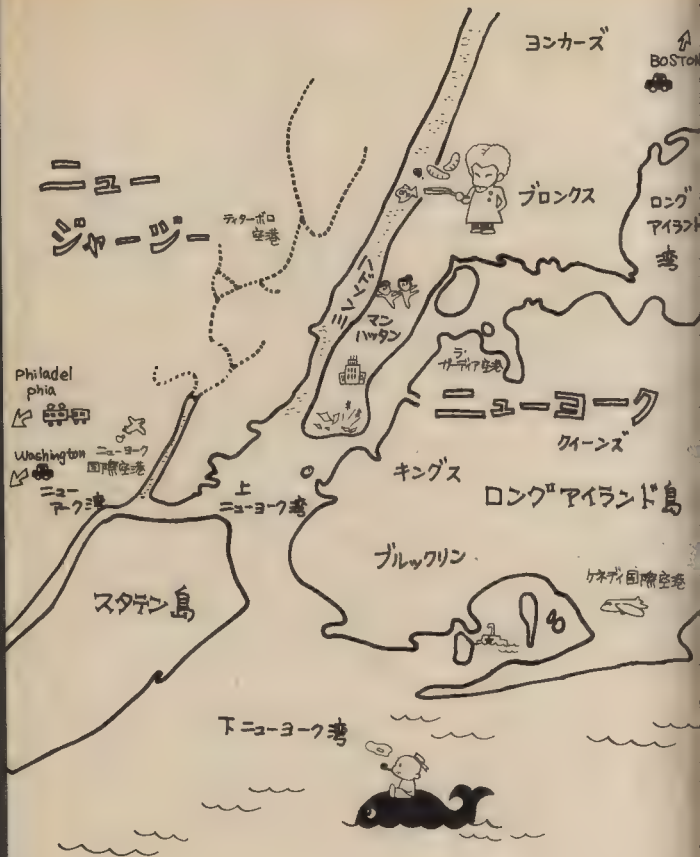 ヨンカーズ
BOSTON
ニュー
ジャージー
ティターボロ
空港
ブロンクス
ロング
アイランド
湾
ハドソン川
マン
ハッタン
ラ・
ガーディア空港
Philadel
phia
ニューヨーク
クィーンズ
Washington
ニューヨーク
国際空港
ニュー
アーク湾
上
ニューヨーク湾
キングス
ロングアイランド島
ブルックリン
ケネディ国際空港
スタテン島
下ニューヨーク湾